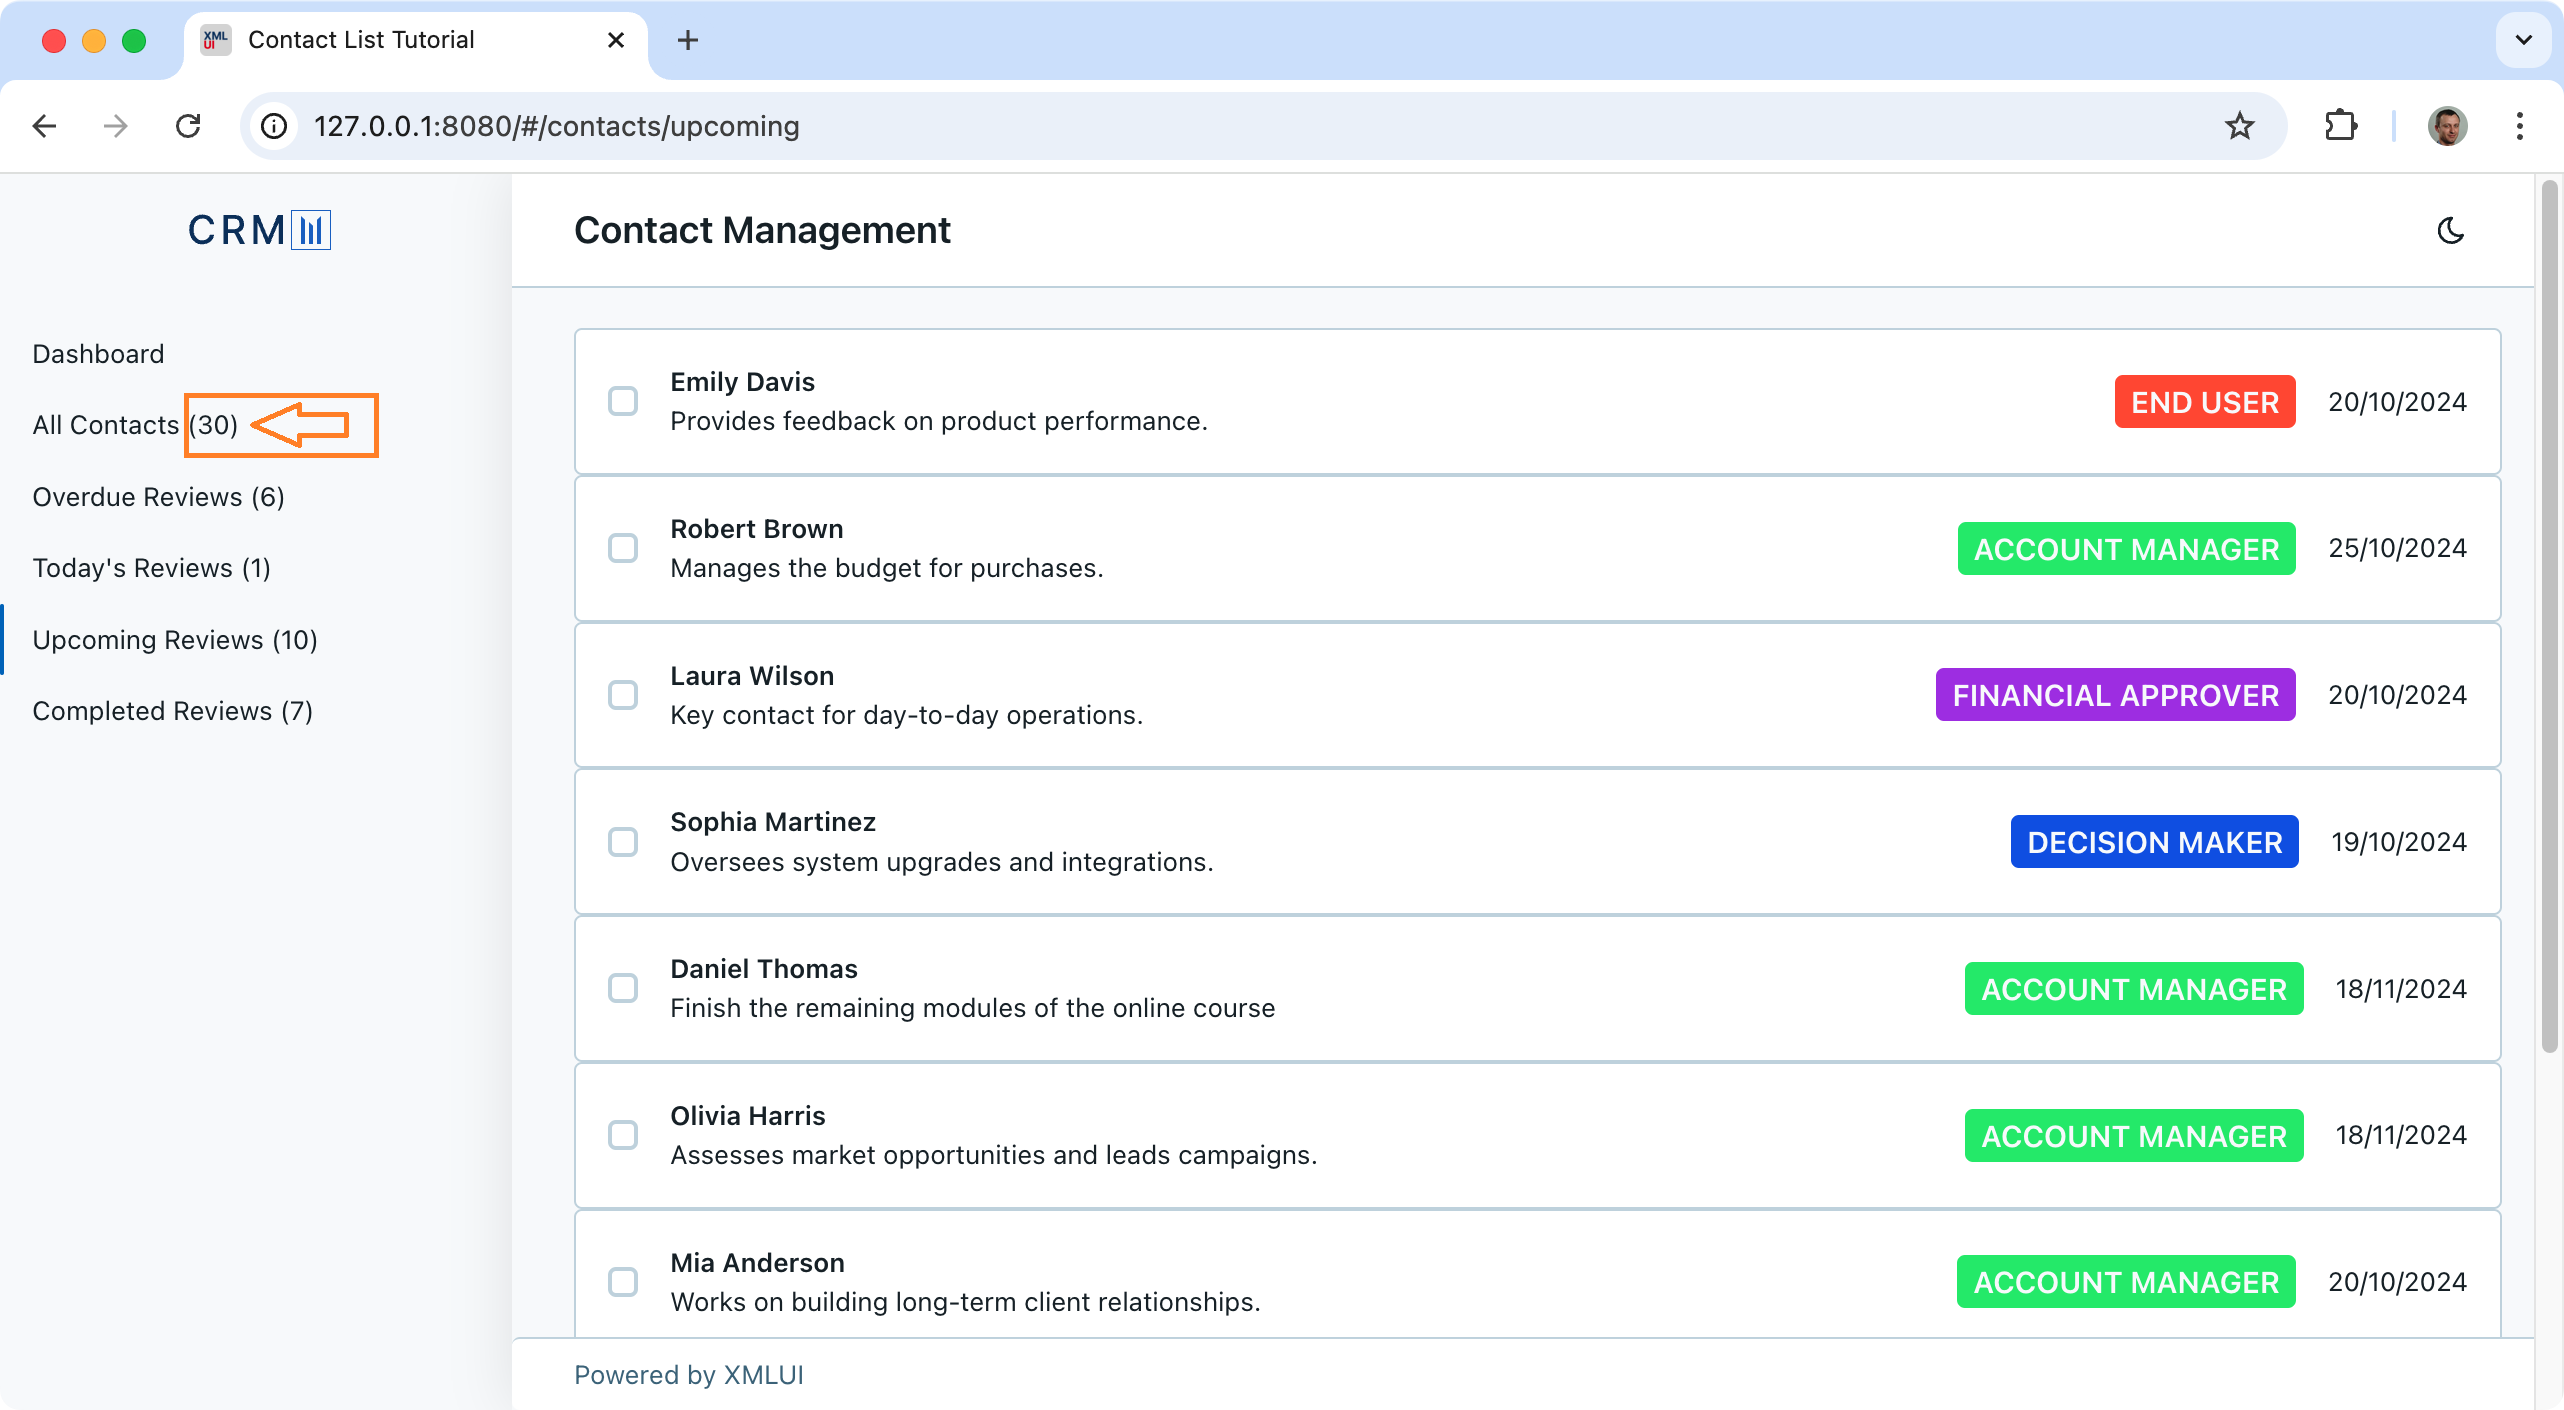 XML UI Contact List Tutorial
127.0.0.1:8080/#/contacts/upcoming
CRM
Contact Management
Dashboard
All Contacts (30)
Overdue Reviews (6)
Today's Reviews (1)
Upcoming Reviews (10)
Completed Reviews (7)
Emily Davis
Provides feedback on product performance.
END USER 20/10/2024
Robert Brown
Manages the budget for purchases.
ACCOUNT MANAGER 25/10/2024
Laura Wilson
Key contact for day-to-day operations.
FINANCIAL APPROVER 20/10/2024
Sophia Martinez
Oversees system upgrades and integrations.
DECISION MAKER 19/10/2024
Daniel Thomas
Finish the remaining modules of the online course
ACCOUNT MANAGER 18/11/2024
Olivia Harris
Assesses market opportunities and leads campaigns.
ACCOUNT MANAGER 18/11/2024
Mia Anderson
Works on building long-term client relationships.
ACCOUNT MANAGER 20/10/2024
Powered by XMLUI